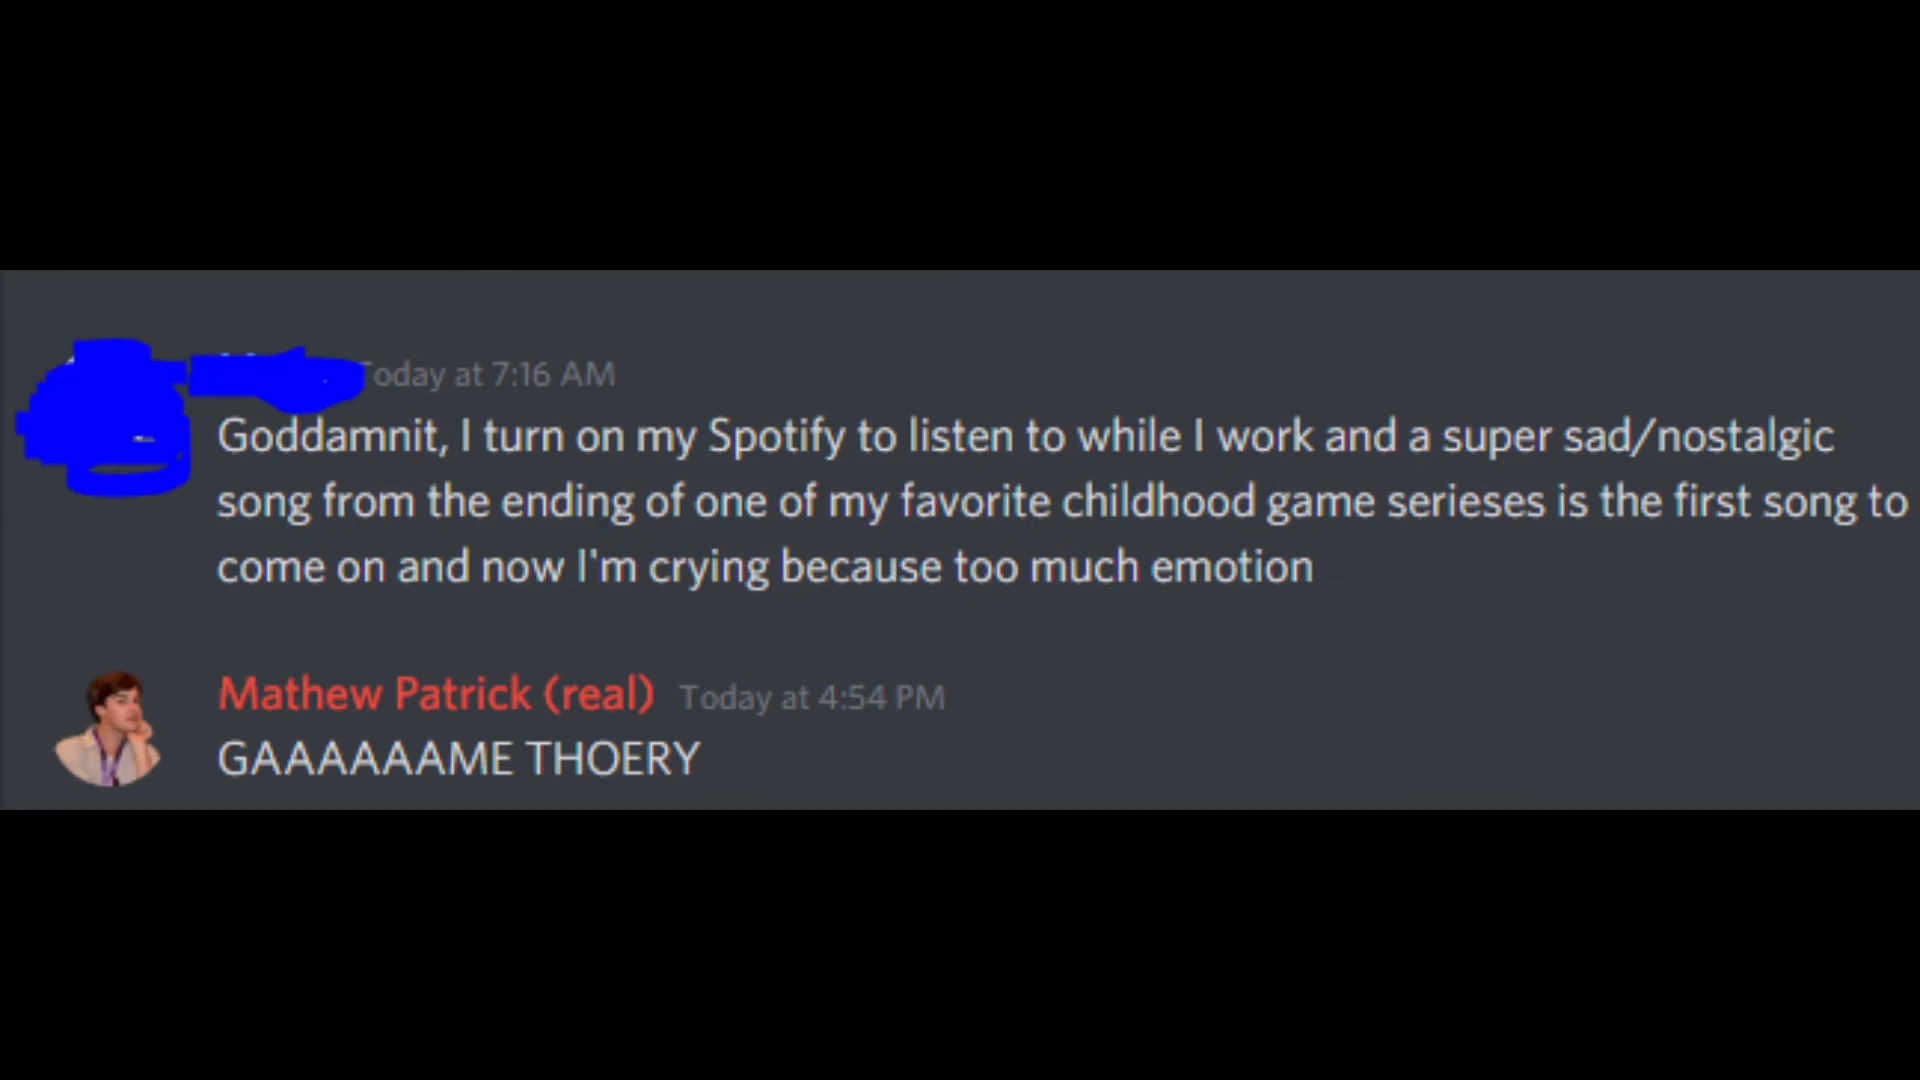 Today at 7:16 AM
Goddamnit, I turn on my Spotify to listen to while I work and a super sad/nostalgic
song from the ending of one of my favorite childhood game serieses is the first song to
come on and now I'm crying because too much emotion
Mathew Patrick (real) Today at 4:54 PM
GAAAAAAME THOERY